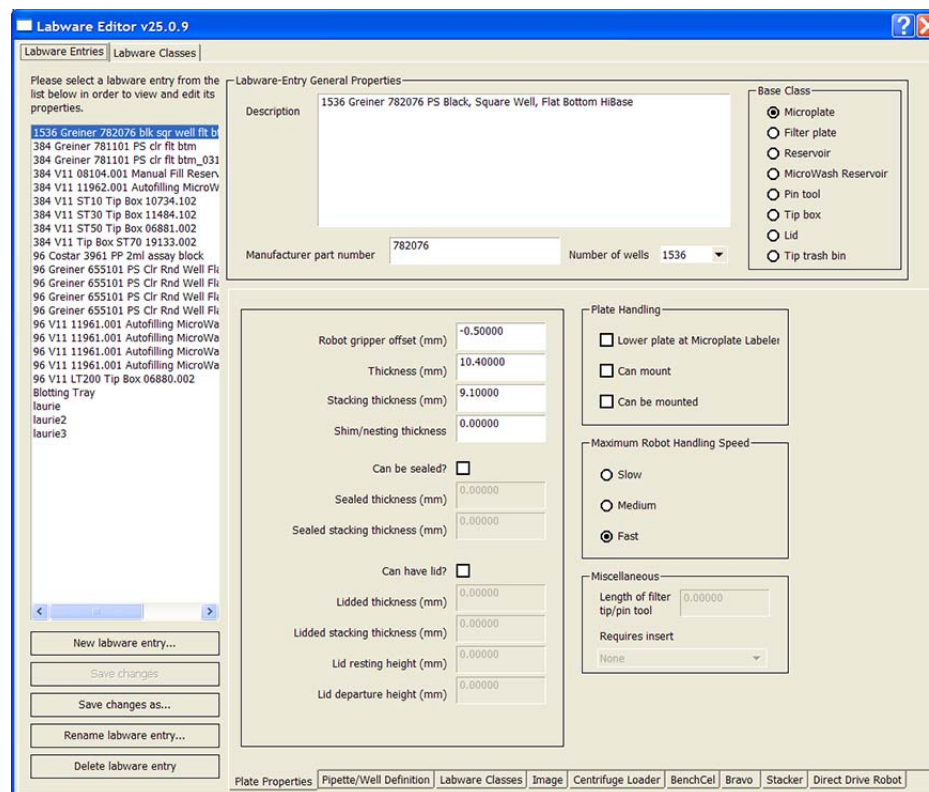 Labware Editor v25.0.9
Labware Entries Labware Classes
Please select a labware entry from the
list below in order to view and edit its
properties.
1536 Greiner 782076 blk sqr well flt bt
384 Greiner 781101 PS clr flt btm
384 Greiner 781101 PS clr flt btm_031
384 V11 08104.001 Manual Fill Reserv
384 V11 11962.001 Autofilling MicroW
384 V11 ST10 Tip Box 10734.102
384 V11 ST30 Tip Box 11484.102
384 V11 ST50 Tip Box 06881.002
384 V11 Tip Box ST70 19133.002
96 Costar 3961 PP 2ml assay block
96 Greiner 655101 PS Clr Rnd Well Fla
96 Greiner 655101 PS Clr Rnd Well Fla
96 Greiner 655101 PS Clr Rnd Well Fla
96 Greiner 655101 PS Clr Rnd Well Fla
96 V11 11961.001 Autofilling MicroWa
96 V11 11961.001 Autofilling MicroWa
96 V11 11961.001 Autofilling MicroWa
96 V11 11961.001 Autofilling MicroWa
96 V11 LT200 Tip Box 06880.002
Blotting Tray
laurie
laurie2
laurie3
New labware entry...
Save changes
Save changes as...
Rename labware entry...
Delete labware entry
Labware-Entry General Properties
Description
1536 Greiner 782076 PS Black, Square Well, Flat Bottom HiBase
Manufacturer part number 782076
Number of wells 1536
Base Class
Microplate
Filter plate
Reservoir
MicroWash Reservoir
Pin tool
Tip box
Lid
Tip trash bin
Robot gripper offset (mm) -0.50000
Thickness (mm) 10.40000
Stacking thickness (mm) 9.10000
Shim/nesting thickness 0.00000
Can be sealed?
Sealed thickness (mm) 0.00000
Sealed stacking thickness (mm) 0.00000
Can have lid?
Lidded thickness (mm) 0.00000
Lidded stacking thickness (mm) 0.00000
Lid resting height (mm) 0.00000
Lid departure height (mm) 0.00000
Plate Handling
Lower plate at Microplate Labeler
Can mount
Can be mounted
Maximum Robot Handling Speed
Slow
Medium
Fast
Miscellaneous
Length of filter
tip/pin tool 0.00000
Requires insert
None
Plate Properties Pipette/Well Definition Labware Classes Image Centrifuge Loader BenchCel Bravo Stacker Direct Drive Robot